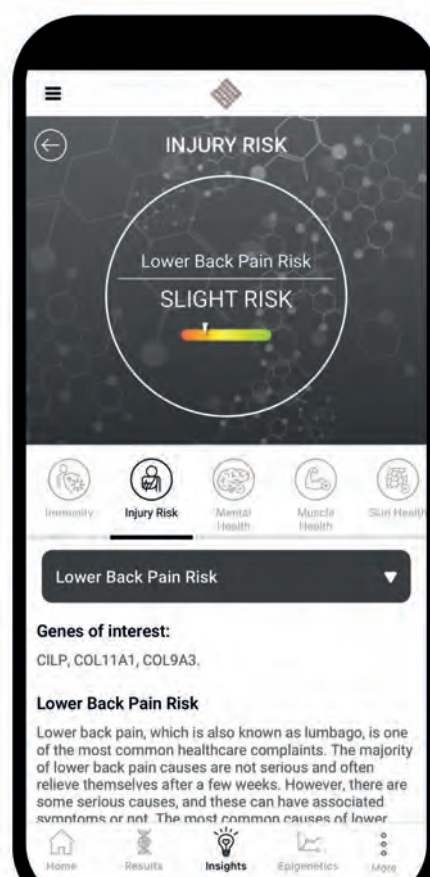 INJURY RISK
Lower Back Pain Risk
SLIGHT RISK
Immunity
Injury Risk
Mental
Health
Muscle
Health
Skin Health
Lower Back Pain Risk
Genes of interest:
CILP, COL11A1, COL9A3.
Lower Back Pain Risk
Lower back pain, which is also known as lumbago, is one
of the most common healthcare complaints. The majority
of lower back pain causes are not serious and often
relieve themselves after a few weeks. However, there are
some serious causes, and these can have associated
symptoms or not. The most common causes of lower
Home
Results
Insights
Epigenetics
More